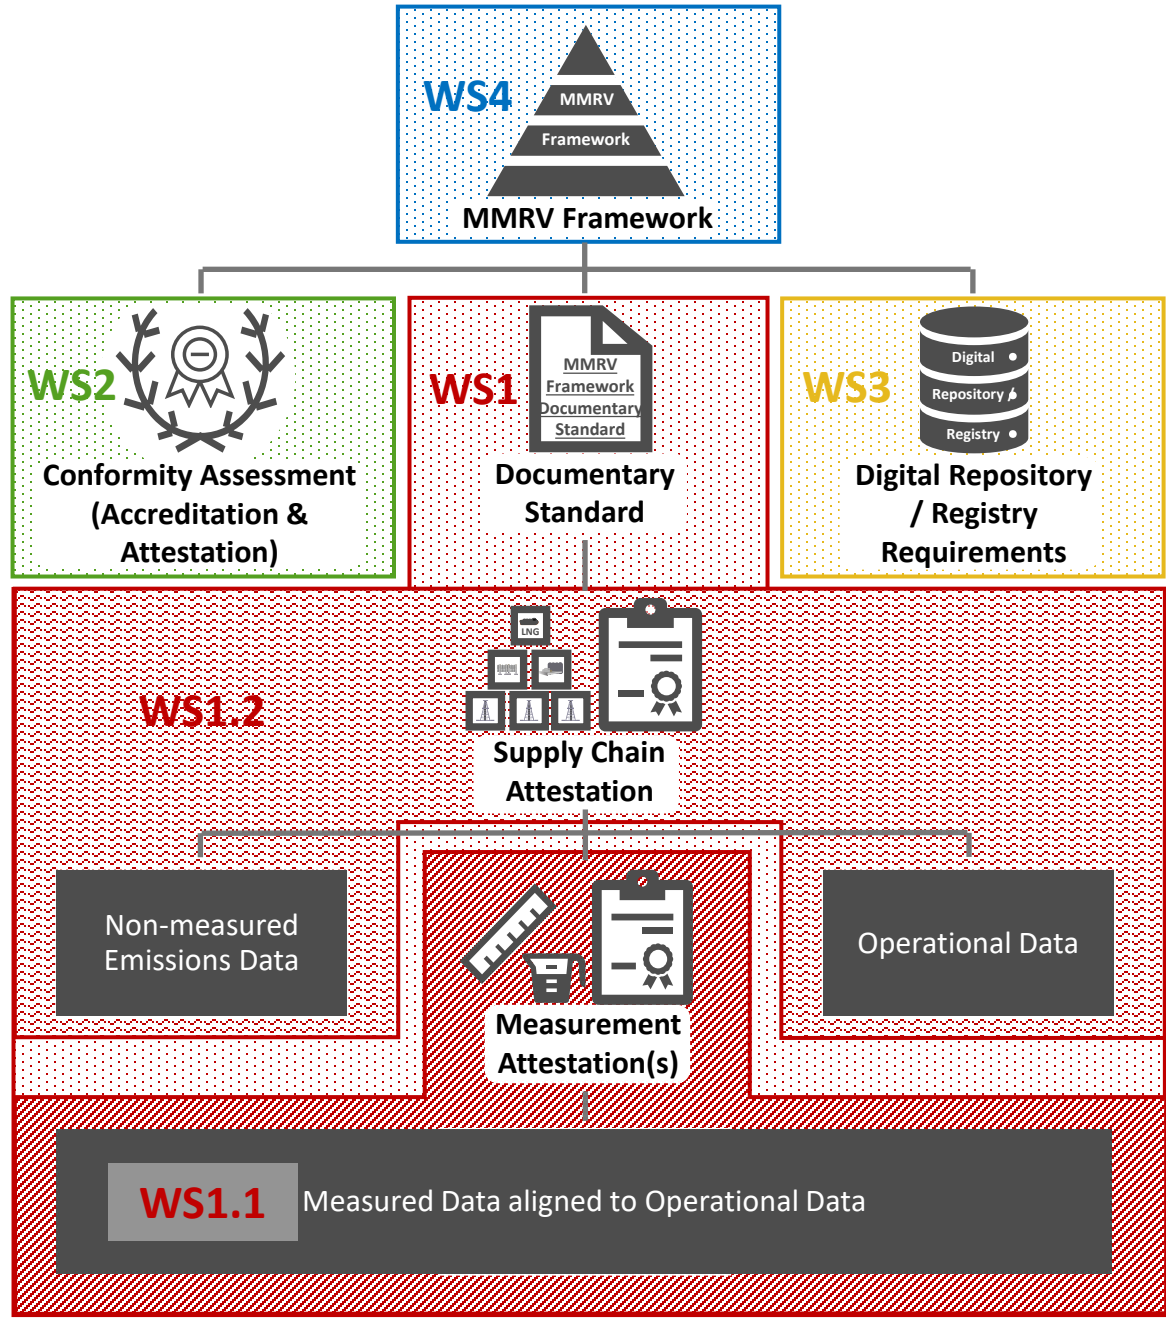 WS4
MMRV
Framework
MMRV Framework
WS2
Conformity Assessment
(Accreditation &
Attestation)
WS1
MMRV
Framework
Documentary
Standard
Documentary
Standard
WS3
Digital
Repository /
Registry
Digital Repository
/ Registry
Requirements
WS1.2
LNG
Supply Chain
Attestation
Non-measured
Emissions Data
Operational Data
Measurement
Attestation(s)
WS1.1
Measured Data aligned to Operational Data